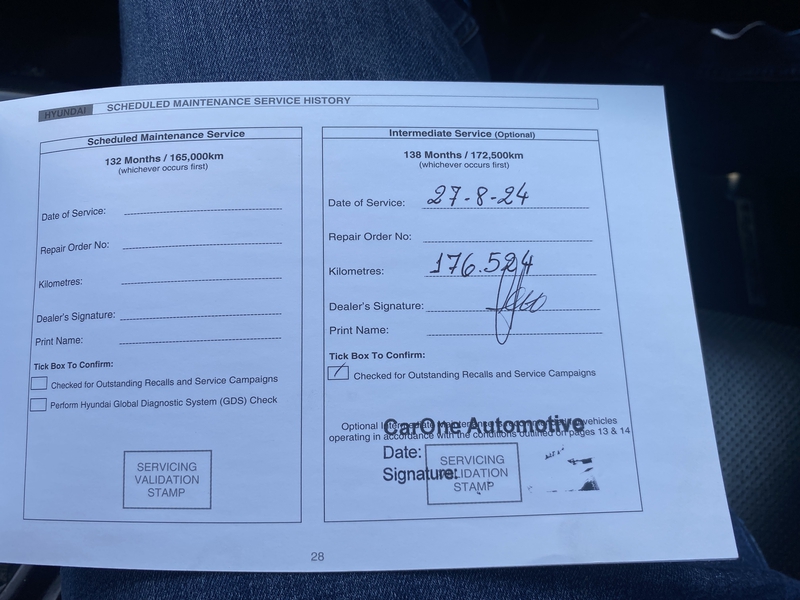 HYUNDAI SCHEDULED MAINTENANCE SERVICE HISTORY
Scheduled Maintenance Service
132 Months / 165,000km
(whichever occurs first)
Date of Service:
Repair Order No:
Kilometres:
Dealer's Signature:
Print Name:
Tick Box To Confirm:
Checked for Outstanding Recalls and Service Campaigns
Perform Hyundai Global Diagnostic System (GDS) Check
SERVICING
VALIDATION
STAMP
Intermediate Service (Optional)
138 Months / 172,500km
(whichever occurs first)
Date of Service: 27-8-24
Repair Order No:
Kilometres: 176.524
Dealer's Signature:
Print Name:
Tick Box To Confirm:
Checked for Outstanding Recalls and Service Campaigns
Optional Intermediate Maintenance vehicles
operating in accordance with the conditions outlined on pages 13 & 14
CarOne Automotive
Date:
Signature:
SERVICING
VALIDATION
STAMP
28